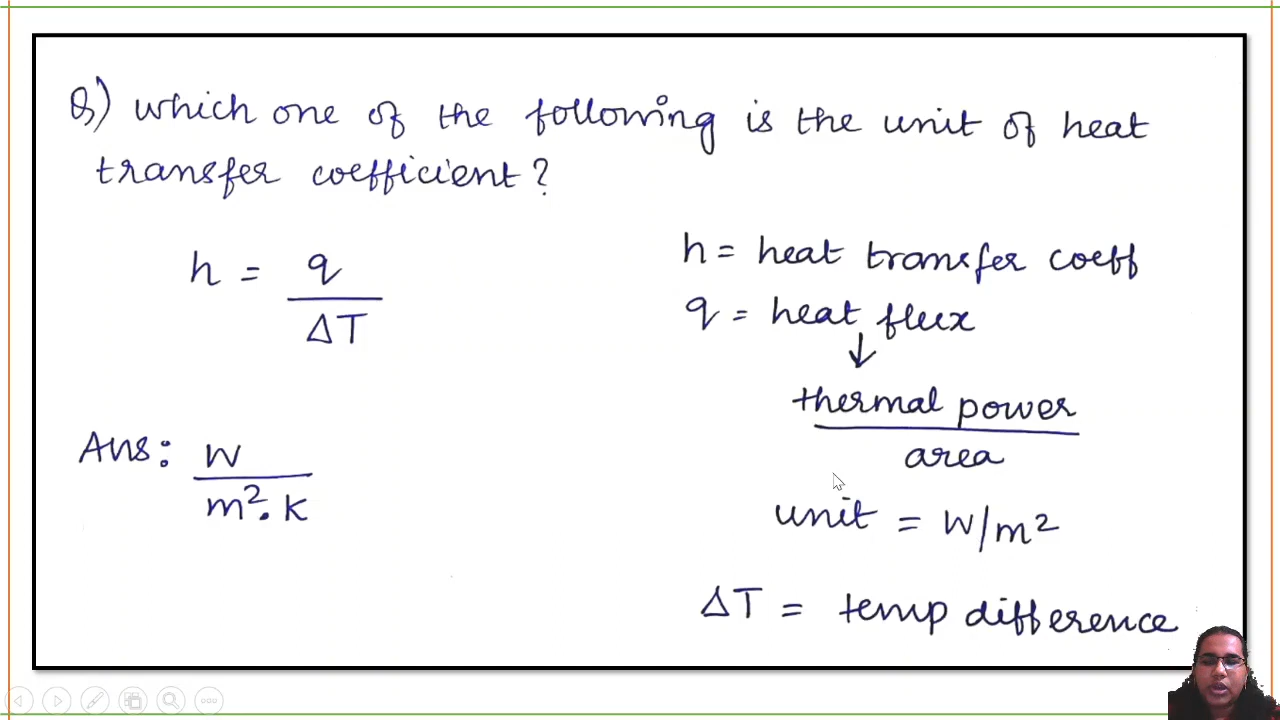 Q) which one of the following is the unit of heat
transfer coefficient?
h = q
ΔT
h = heat transfer coeff
q = heat flux
↓
thermal power
area
unit = W/m²
ΔT = temp difference
Ans: W
m². K